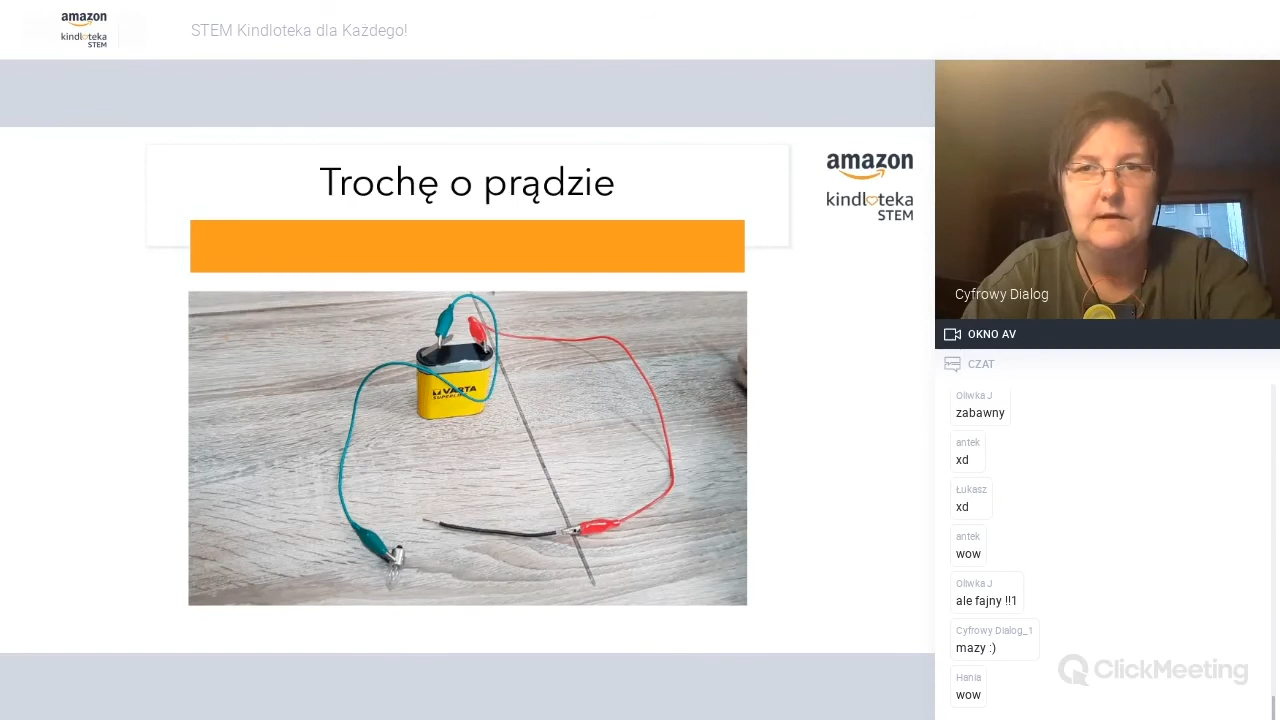 amazon
kindloteka
STEM
STEM Kindloteka dla Każdego!
Trochę o prądzie
amazon
kindloteka
STEM
VARTA
SUPERLIFE
Cyfrowy Dialog
OKNO AV
CZAT
Oliwka J
zabawny
antek
xd
Łukasz
xd
antek
wow
Oliwka J
ale fajny !!1
Cyfrowy Dialog_1
mazy :)
Hania
wow
ClickMeeting